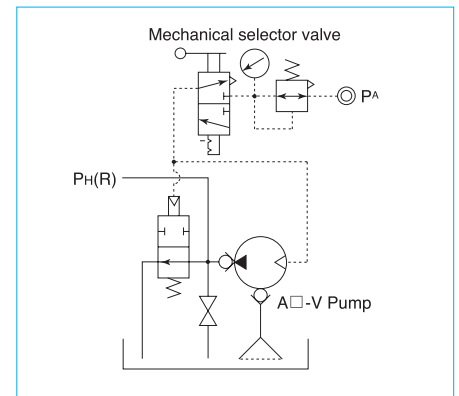 Mechanical selector valve
PA
PH(R)
A□-V Pump